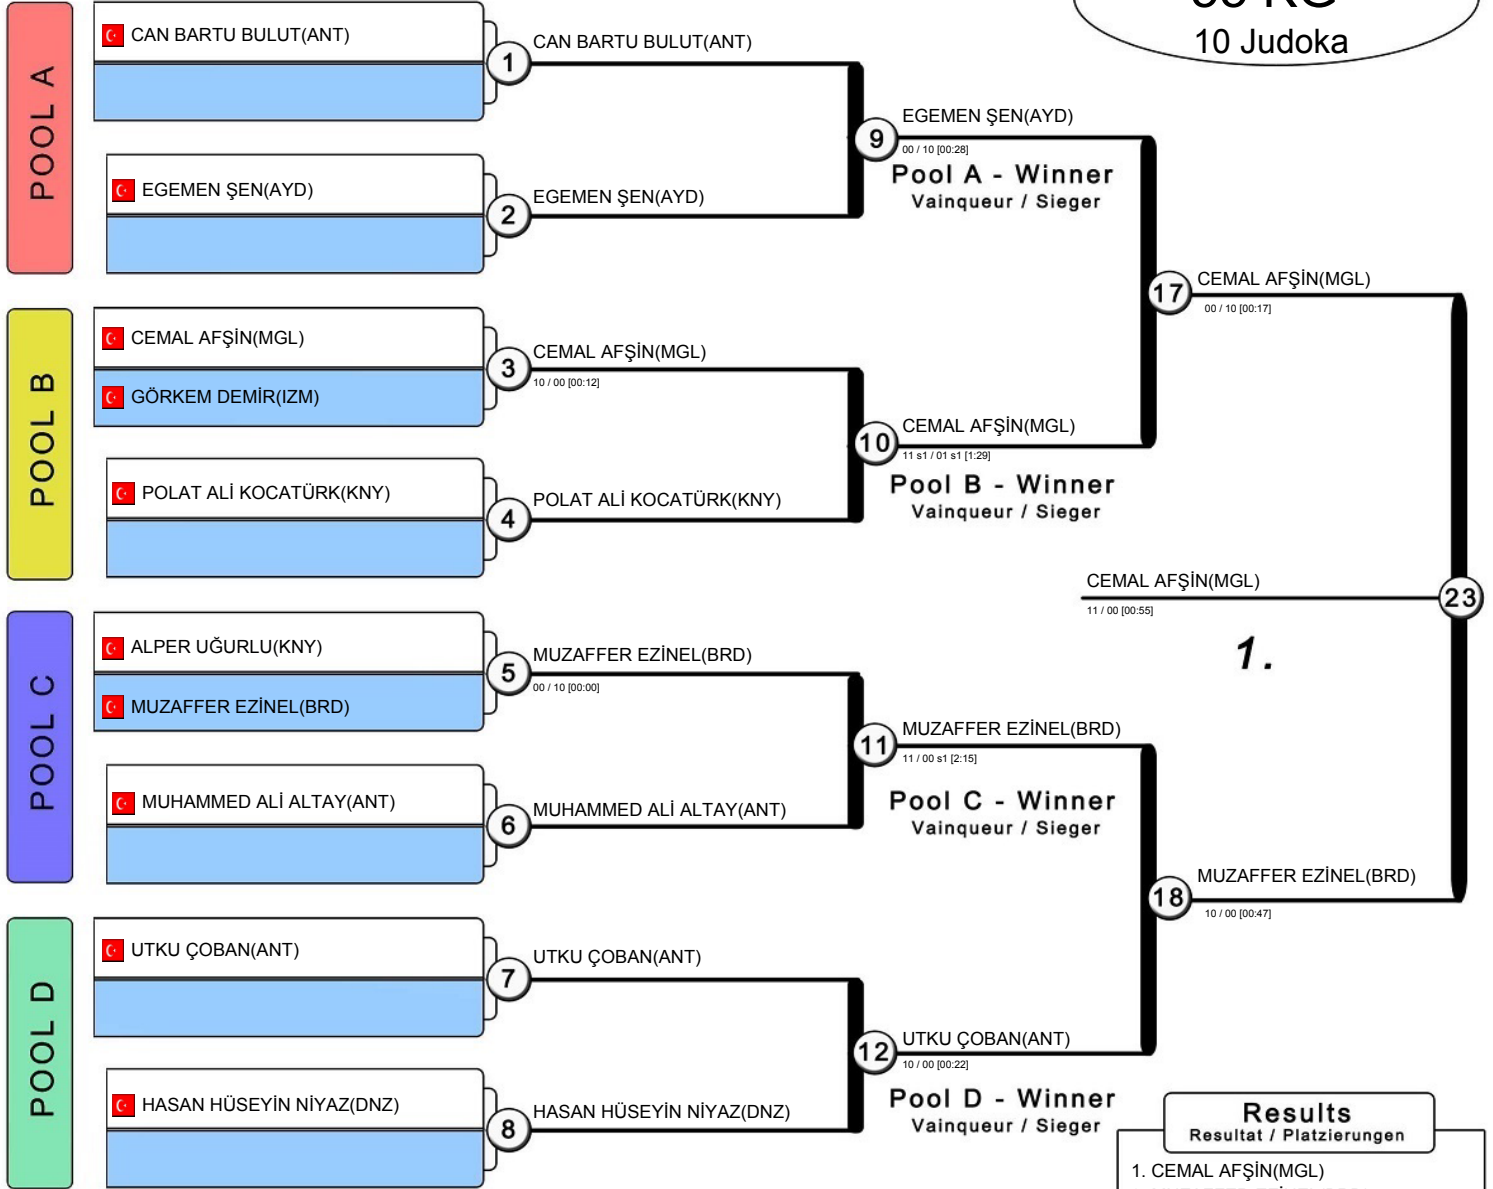 10 Judoka
POOL A
CAN BARTU BULUT(ANT)
1
CAN BARTU BULUT(ANT)
EGEMEN ŞEN(AYD)
2
EGEMEN ŞEN(AYD)
9
EGEMEN ŞEN(AYD)
00 / 10 [00:28]
Pool A - Winner
Vainqueur / Sieger
POOL B
CEMAL AFŞİN(MGL)
GÖRKEM DEMİR(IZM)
3
CEMAL AFŞİN(MGL)
10 / 00 [00:12]
POLAT ALİ KOCATÜRK(KNY)
4
POLAT ALİ KOCATÜRK(KNY)
10
CEMAL AFŞİN(MGL)
11 s1 / 01 s1 [1:29]
Pool B - Winner
Vainqueur / Sieger
17
CEMAL AFŞİN(MGL)
00 / 10 [00:17]
POOL C
ALPER UĞURLU(KNY)
MUZAFFER EZİNEL(BRD)
5
MUZAFFER EZİNEL(BRD)
00 / 10 [00:00]
MUHAMMED ALİ ALTAY(ANT)
6
MUHAMMED ALİ ALTAY(ANT)
11
MUZAFFER EZİNEL(BRD)
11 / 00 s1 [2:15]
Pool C - Winner
Vainqueur / Sieger
CEMAL AFŞİN(MGL)
11 / 00 [00:55]
23
1.
POOL D
UTKU ÇOBAN(ANT)
7
UTKU ÇOBAN(ANT)
HASAN HÜSEYİN NİYAZ(DNZ)
8
HASAN HÜSEYİN NİYAZ(DNZ)
12
UTKU ÇOBAN(ANT)
10 / 00 [00:22]
Pool D - Winner
Vainqueur / Sieger
18
MUZAFFER EZİNEL(BRD)
10 / 00 [00:47]
Results
Resultat / Platzierungen
1. CEMAL AFŞİN(MGL)